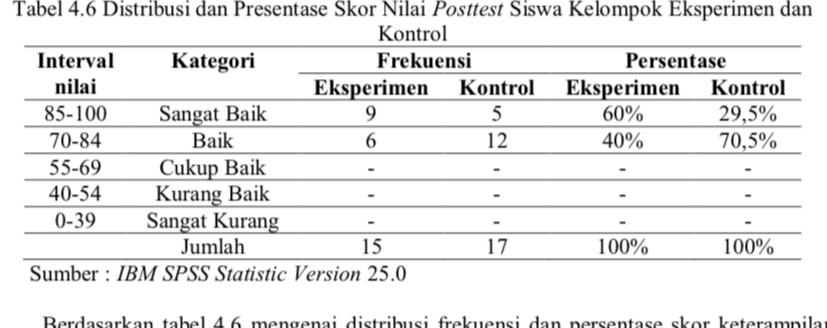 Tabel 4.6 Distribusi dan Presentase Skor Nilai Posttest Siswa Kelompok Eksperimen dan
Kontrol
Interval nilai Kategori Frekuensi Persentase
Eksperimen Kontrol Eksperimen Kontrol
85-100 Sangat Baik 9 5 60% 29,5%
70-84 Baik 6 12 40% 70,5%
55-69 Cukup Baik - - - -
40-54 Kurang Baik - - - -
0-39 Sangat Kurang - - - -
Jumlah 15 17 100% 100%
Sumber : IBM SPSS Statistic Version 25.0
Berdasarkan tabel 4.6 mengenai distribusi frekuensi dan persentase skor keterampilan